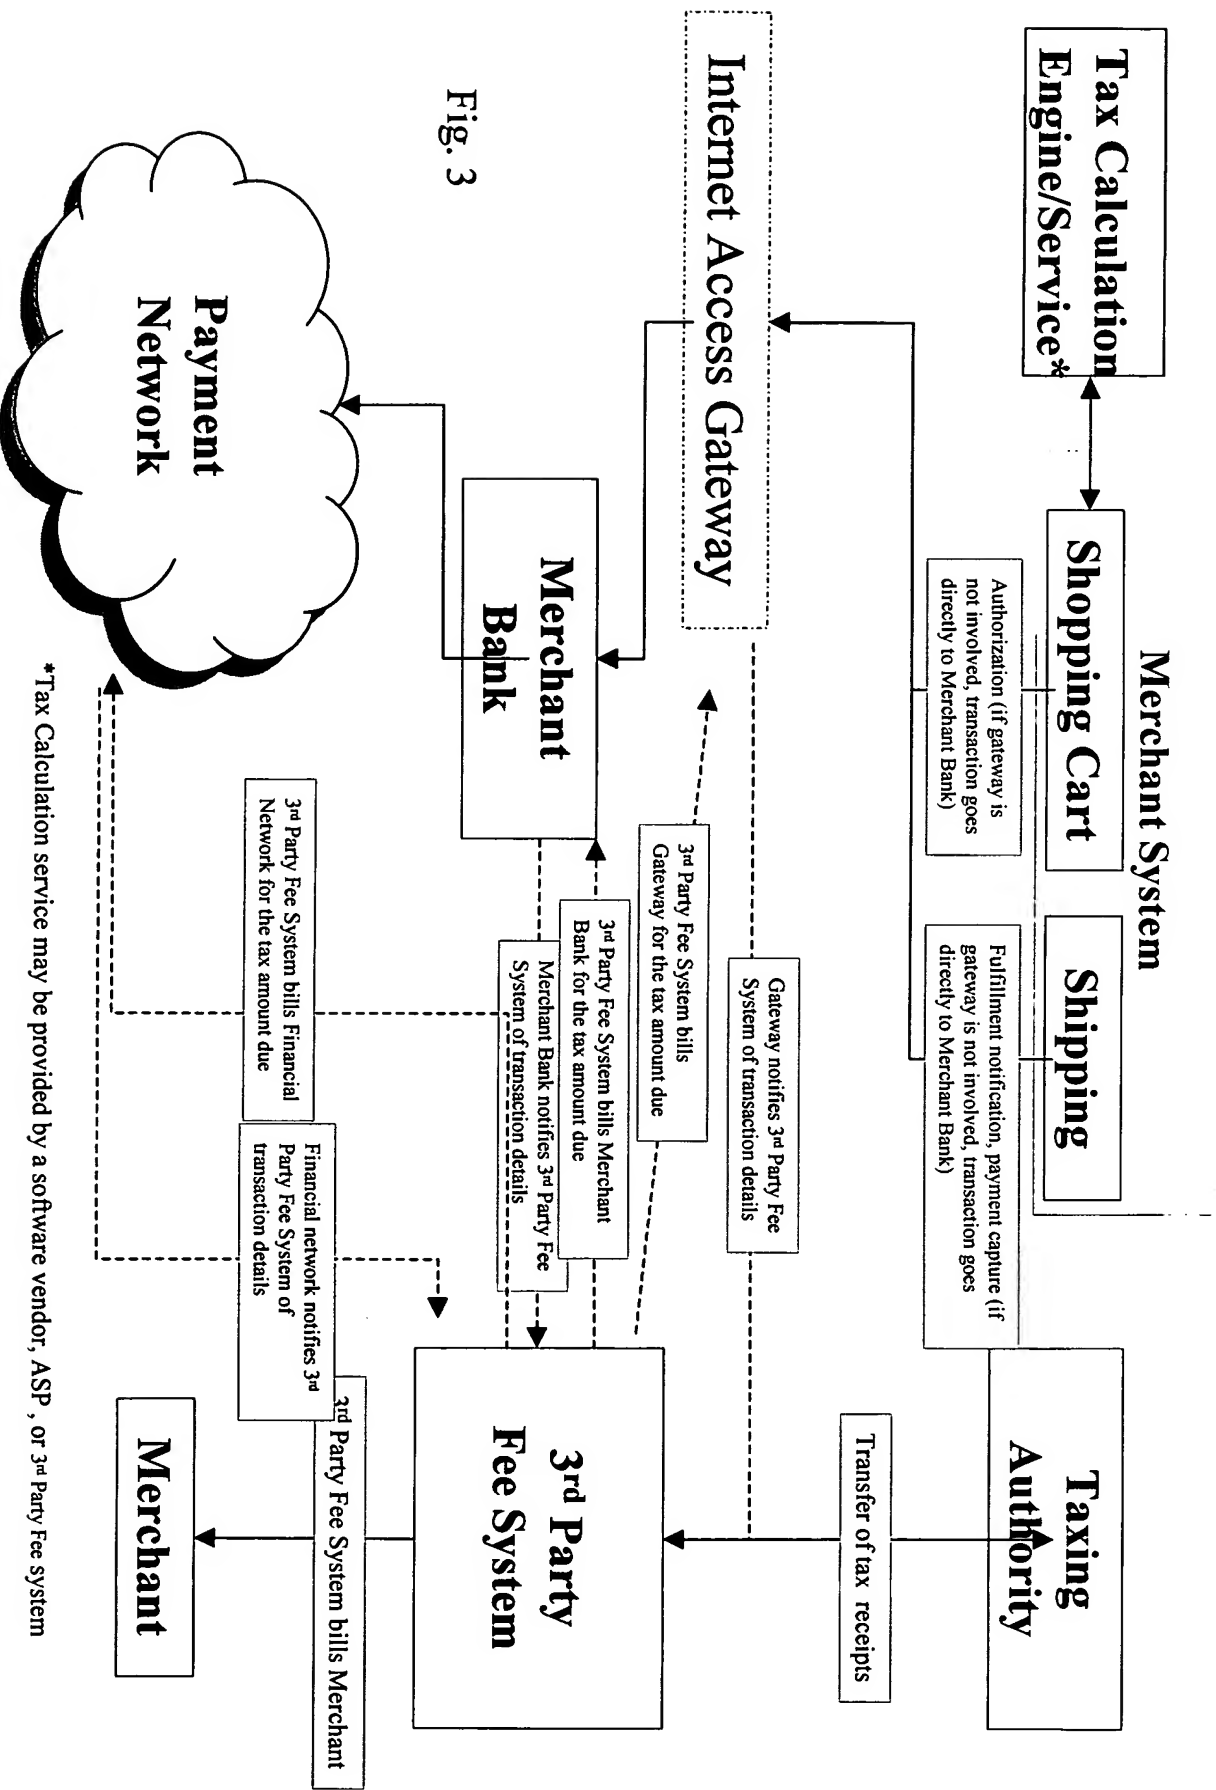 Merchant System
Tax Calculation
Engine/Service*
Shopping Cart
Shipping
Taxing
Authority
Authorization (if gateway is
not involved, transaction goes
directly to Merchant Bank)
Fulfillment notification, payment capture (if
gateway is not involved, transaction goes
directly to Merchant Bank)
Transfer of tax receipts
Internet Access Gateway
Gateway notifies 3rd Party Fee
System of transaction details
3rd Party Fee System bills
Gateway for the tax amount due
3rd Party Fee System bills Merchant
Bank for the tax amount due
Merchant Bank notifies 3rd Party Fee
System of transaction details
Merchant
Bank
3rd Party
Fee System
Fig. 3
Payment
Network
3rd Party Fee System bills Financial
Network for the tax amount due
Financial network notifies 3rd
Party Fee System of
transaction details
3rd Party Fee System bills Merchant
Merchant
*Tax Calculation service may be provided by a software vendor, ASP , or 3rd Party Fee system